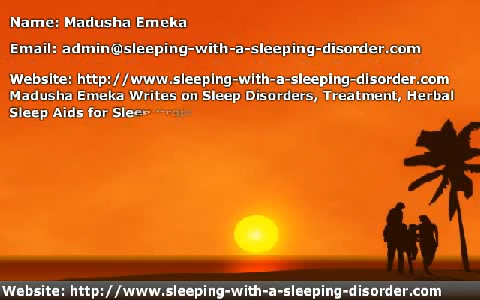 Name: Madusha Emeka
Email: admin@sleeping-with-a-sleeping-disorder.com
Website: http://www.sleeping-with-a-sleeping-disorder.com
Madusha Emeka Writes on Sleep Disorders, Treatment, Herbal
Sleep Aids for Sleep
Website: http://www.sleeping-with-a-sleeping-disorder.com